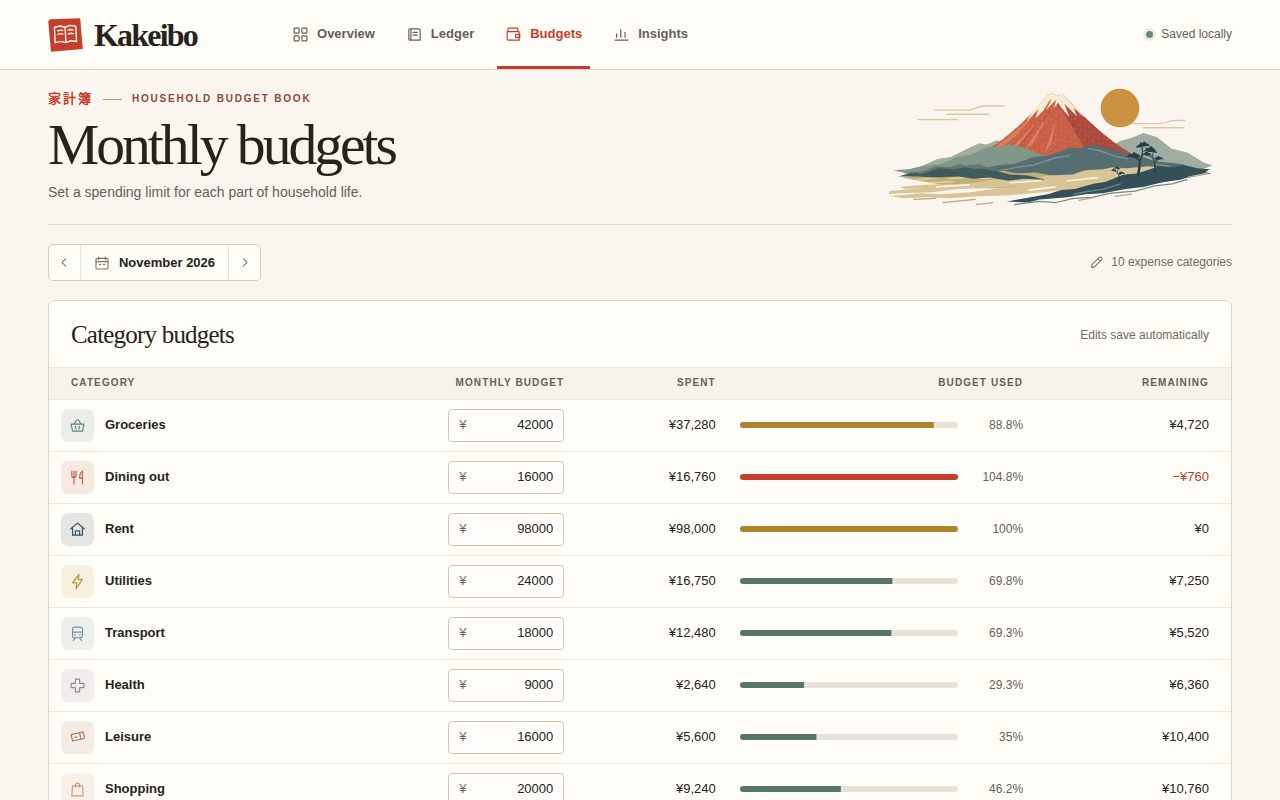 Kakeibo
Overview
Ledger
Budgets
Insights
Saved locally
家計簿 — HOUSEHOLD BUDGET BOOK
Monthly budgets
Set a spending limit for each part of household life.
November 2026
10 expense categories
Category budgets
Edits save automatically
CATEGORY MONTHLY BUDGET SPENT BUDGET USED REMAINING
Groceries ¥ 42000 ¥37,280 88.8% ¥4,720
Dining out ¥ 16000 ¥16,760 104.8% −¥760
Rent ¥ 98000 ¥98,000 100% ¥0
Utilities ¥ 24000 ¥16,750 69.8% ¥7,250
Transport ¥ 18000 ¥12,480 69.3% ¥5,520
Health ¥ 9000 ¥2,640 29.3% ¥6,360
Leisure ¥ 16000 ¥5,600 35% ¥10,400
Shopping ¥ 20000 ¥9,240 46.2% ¥10,760